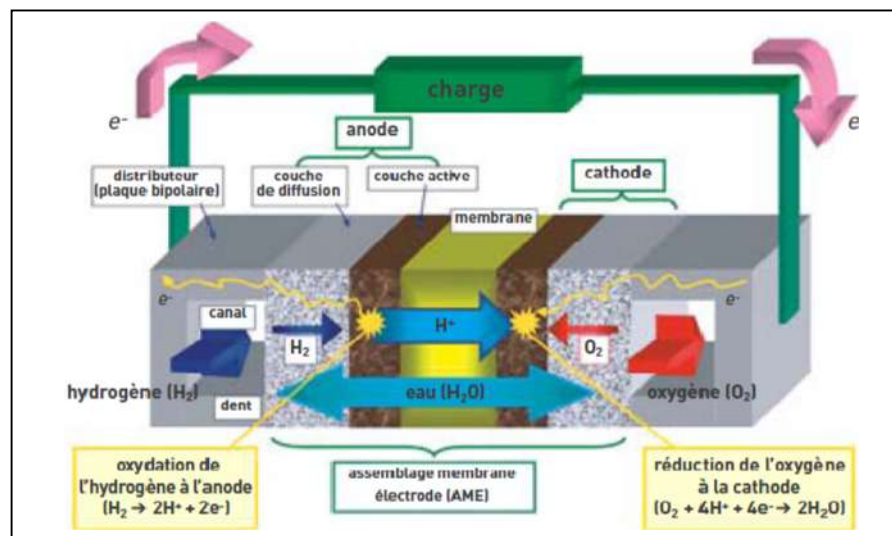 charge
e-
e
anode
distributeur
(plaque bipolaire)
couche
de diffusion
couche active
cathode
membrane
e-
e-
canal
H₂
H⁺
O₂
hydrogène (H₂)
eau (H₂O)
oxygène (O₂)
dent
oxydation de
l'hydrogène à l'anode
(H₂ → 2H⁺ + 2e-)
assemblage membrane
électrode (AME)
réduction de l'oxygène
à la cathode
(O₂ + 4H⁺ + 4e- → 2H₂O)